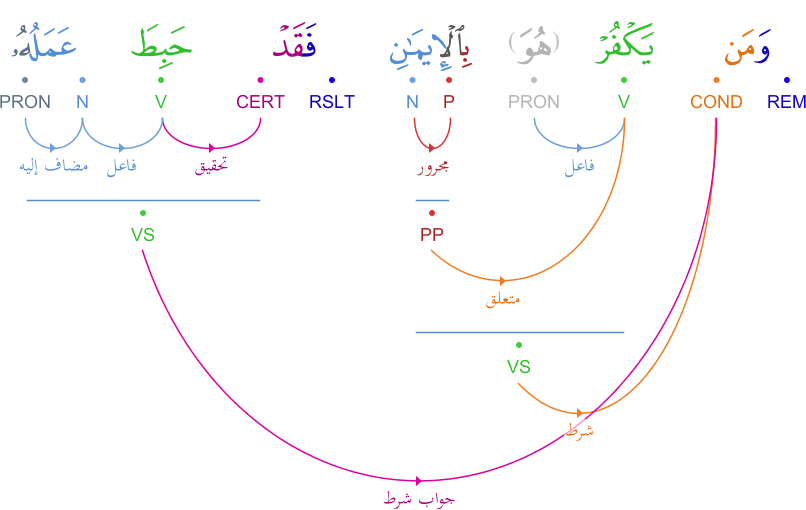 وَمَن يَكْفُرْ (هُوَ) بِٱلْإِيمَٰنِ فَقَدْ حَبِطَ عَمَلُهُۥ
REM COND V PRON P N RSLT CERT V N PRON
فاعل مجرور تحقيق فاعل مضاف إليه
PP VS
متعلق
VS
شرط
جواب شرط